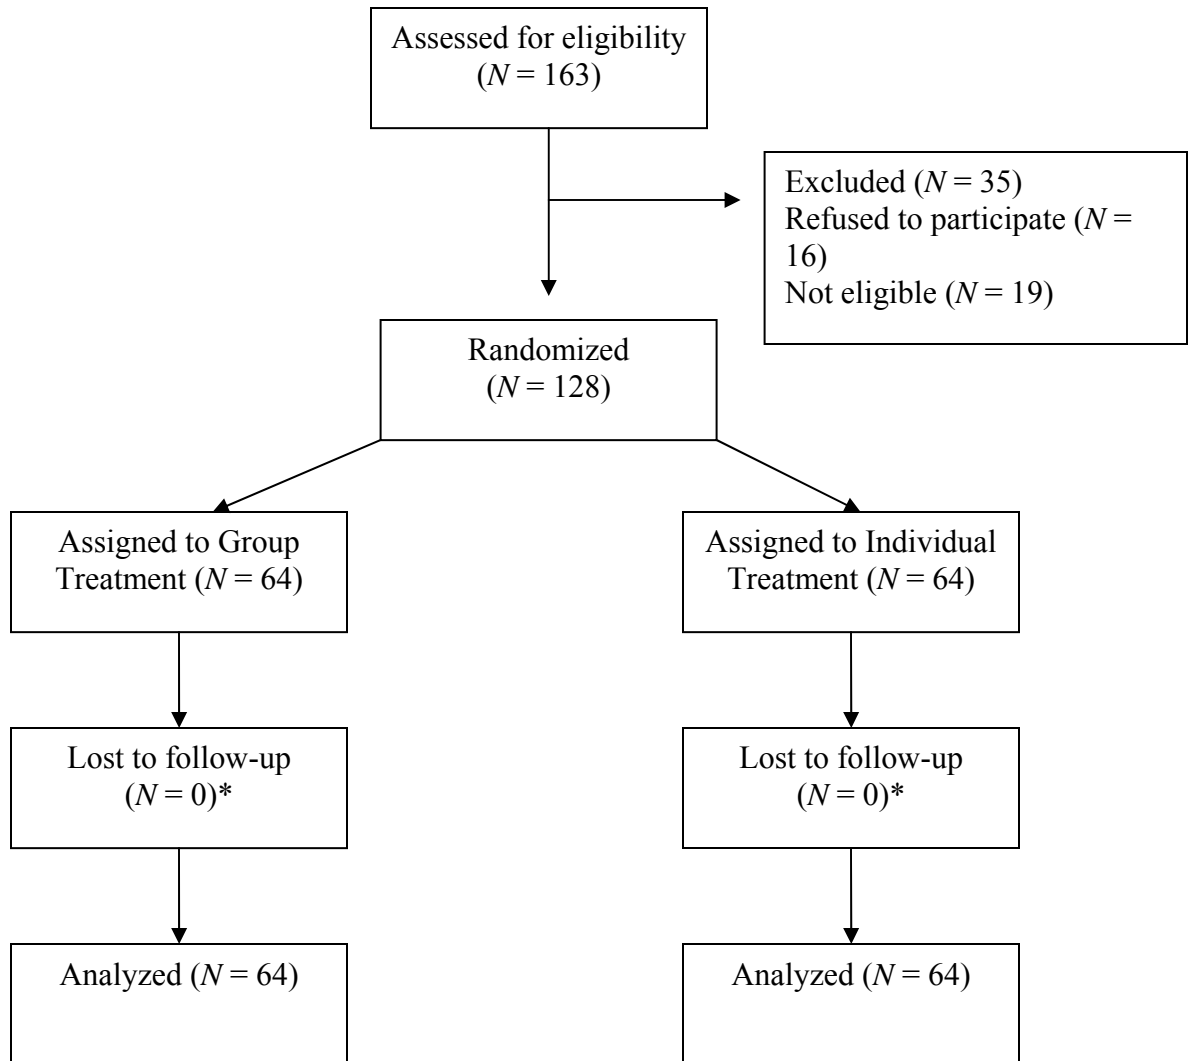 Assessed for eligibility
(N = 163)
Excluded (N = 35)
Refused to participate (N =
16)
Not eligible (N = 19)
Randomized
(N = 128)
Assigned to Group
Treatment (N = 64)
Assigned to Individual
Treatment (N = 64)
Lost to follow-up
(N = 0)*
Lost to follow-up
(N = 0)*
Analyzed (N = 64)
Analyzed (N = 64)